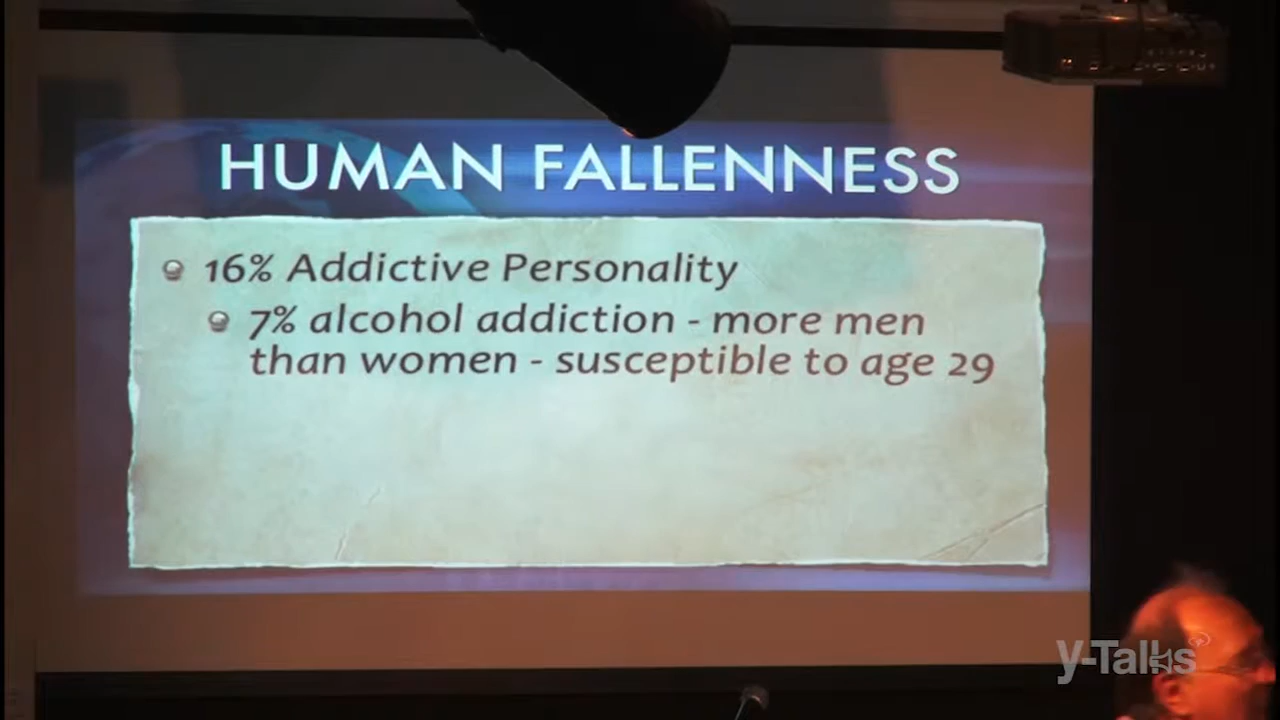 HUMAN FALLENNESS
16% Addictive Personality
7% alcohol addiction - more men
than women - susceptible to age 29
y-Talks